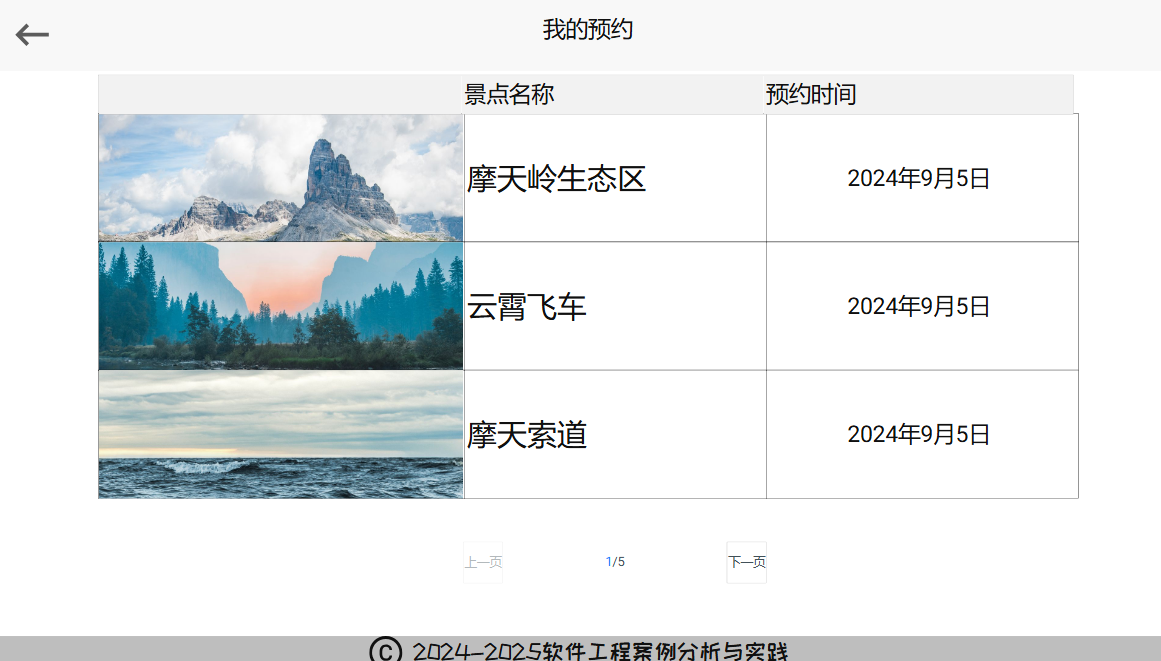 我的预约
景点名称 预约时间
摩天岭生态区 2024年9月5日
云霄飞车 2024年9月5日
摩天索道 2024年9月5日
上一页 1/5 下一页
© 2024-2025软件工程案例分析与实践